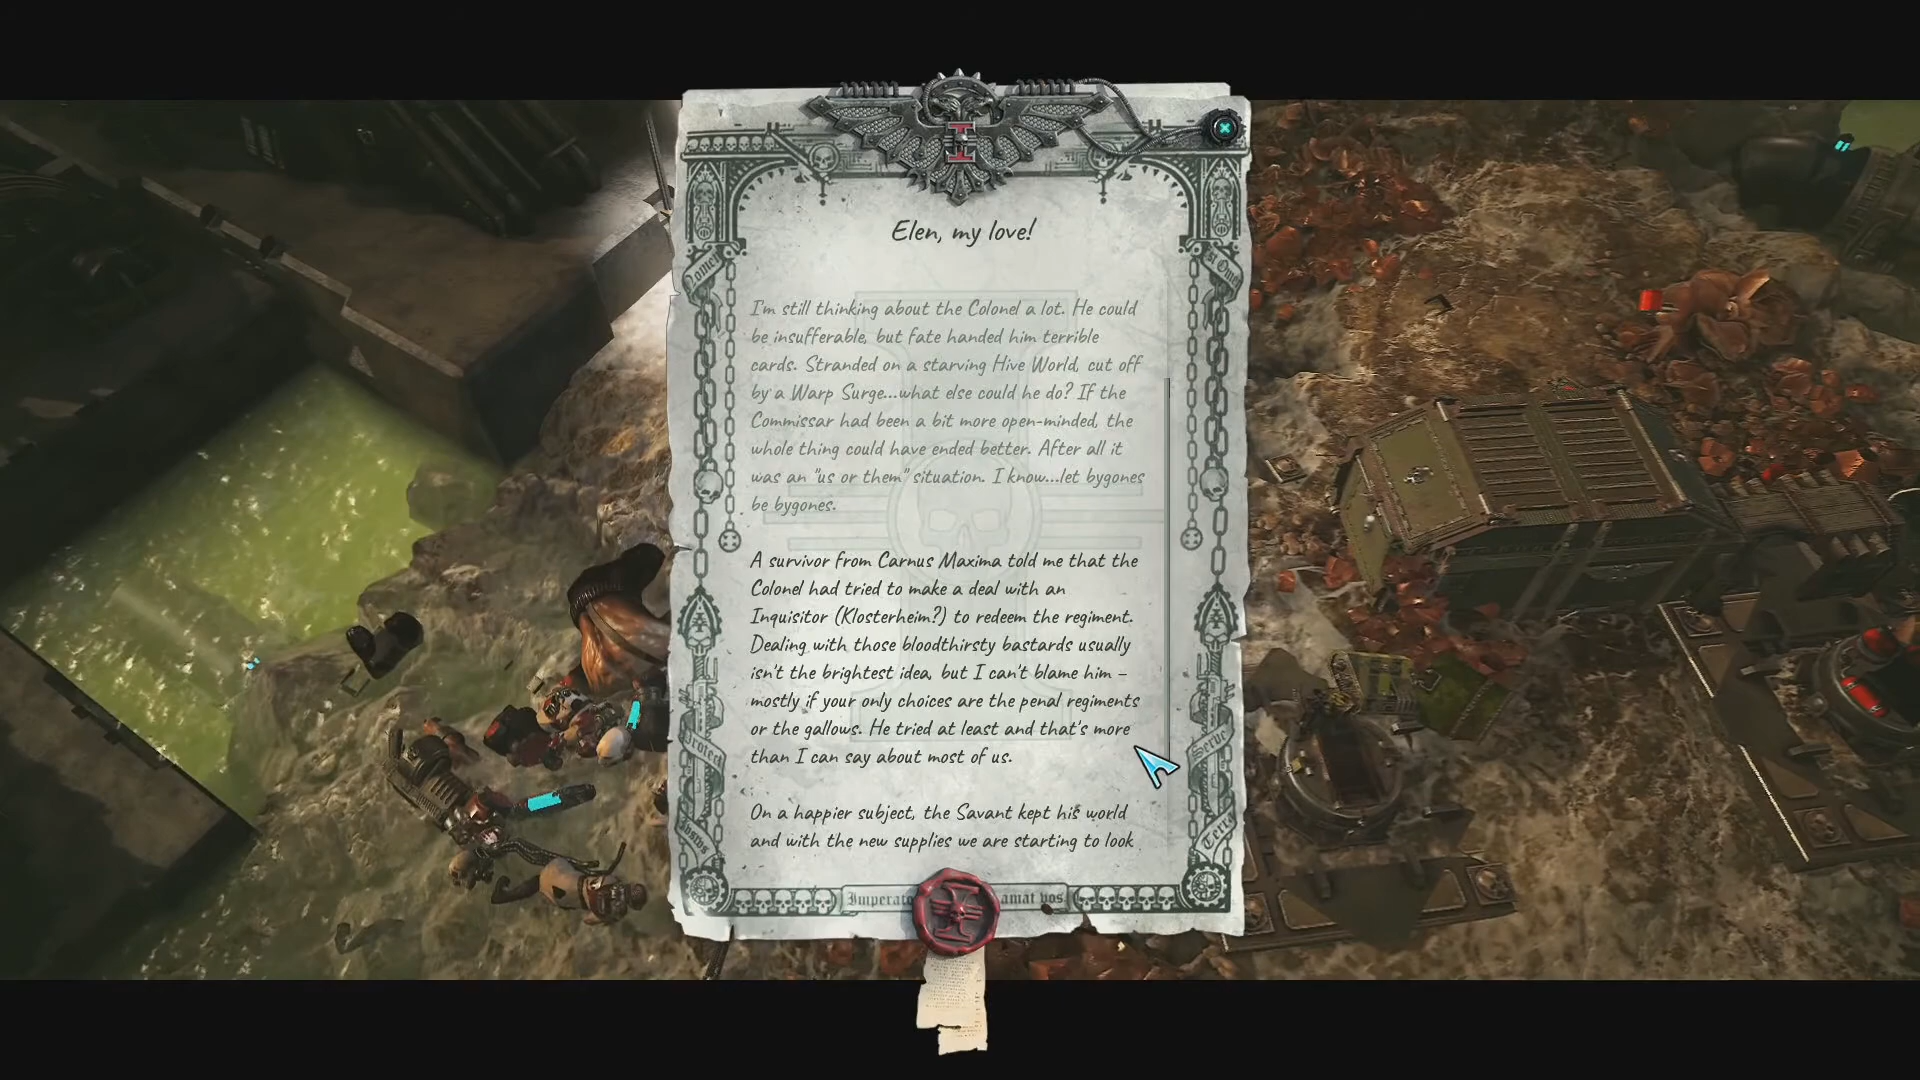 Elen, my love!
I'm still thinking about the Colonel a lot. He could
be insufferable, but fate handed him terrible
cards. Stranded on a starving Hive World, cut off
by a Warp Surge...what else could he do? If the
Commissar had been a bit more open-minded, the
whole thing could have ended better. After all it
was an "us or them" situation. I know...let bygones
be bygones.
A survivor from Carnus Maxima told me that the
Colonel had tried to make a deal with an
Inquisitor (Klosterheim?) to redeem the regiment.
Dealing with those bloodthirsty bastards usually
isn't the brightest idea, but I can't blame him –
mostly if your only choices are the penal regiments
or the gallows. He tried at least and that's more
than I can say about most of us.
On a happier subject, the Savant kept his world
and with the new supplies we are starting to look
Protect
Serve
Terra
amat vos